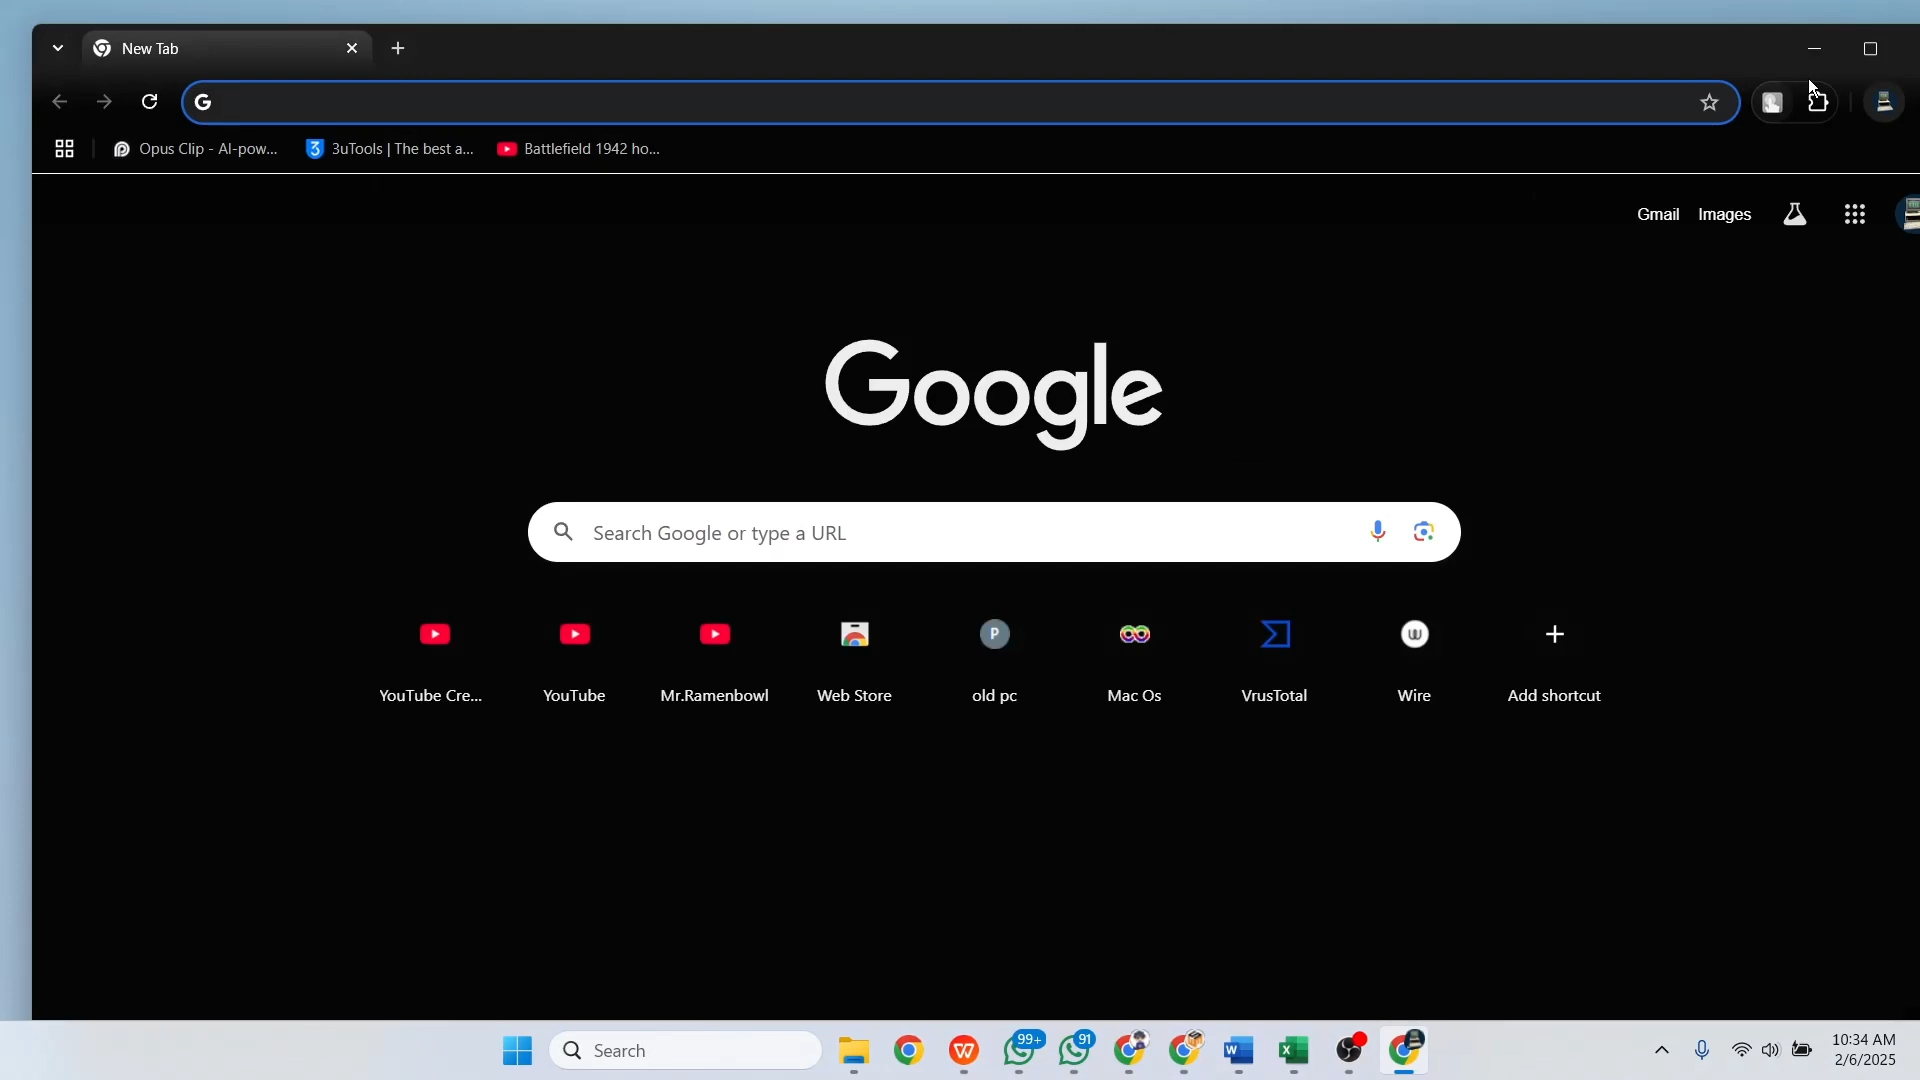 New Tab
Opus Clip - AI-pow...
3uTools | The best a...
Battlefield 1942 ho...
Gmail
Images
Google
Search Google or type a URL
YouTube Cre...
YouTube
Mr.Ramenbowl
Web Store
P
old pc
Mac Os
VrusTotal
Wire
Add shortcut
Search
99+
91
10:34 AM
2/6/2025